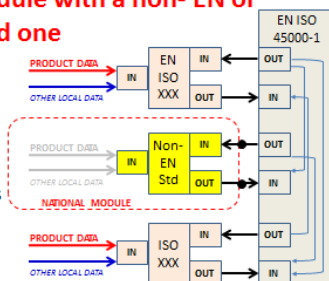 dule with a non- EN or
d one
EN ISO
45000-1
PRODUCT DATA
OTHER LOCAL DATA
IN
EN
ISO
XXX
IN
OUT
OUT
IN
PRODUCT DATA
OTHER LOCAL DATA
NATIONAL MODULE
IN
Non-
EN
Std
IN
OUT
OUT
IN
PRODUCT DATA
OTHER LOCAL DATA
IN
ISO
XXX
IN
OUT
OUT
IN